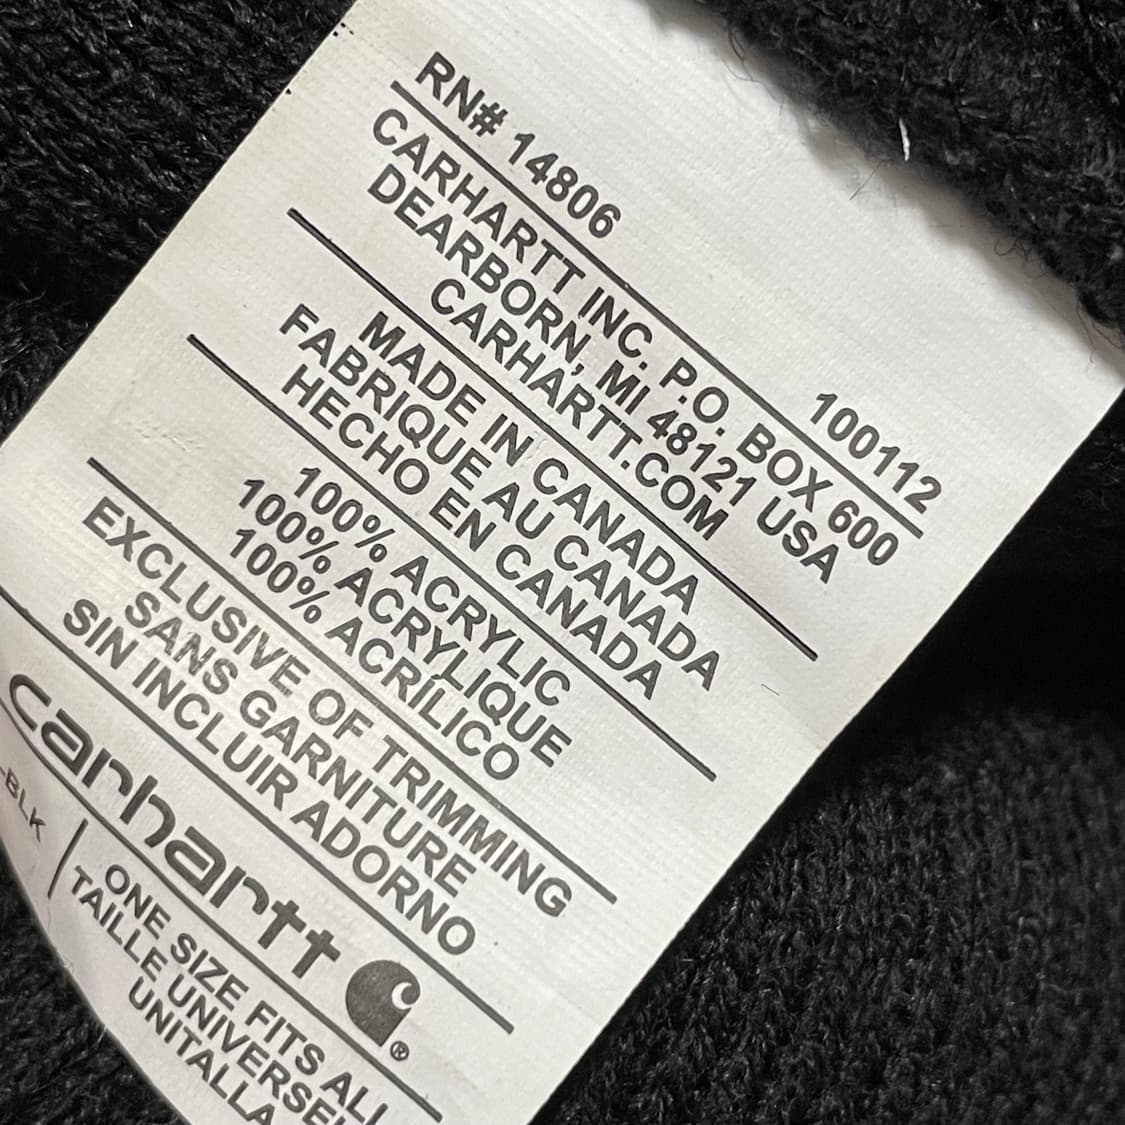 RN# 14806 100112
CARHARTT INC. P.O. BOX 600
DEARBORN, MI 48121 USA
CARHARTT.COM
MADE IN CANADA
FABRIQUE AU CANADA
HECHO EN CANADA
100% ACRYLIC
100% ACRYLIQUE
100% ACRÍLICO
EXCLUSIVE OF TRIMMING
SANS GARNITURE
SIN INCLUIR ADORNO
carhartt ®
-BLK
ONE SIZE FITS ALL
TAILLE UNIVERSEL
UNITALLA